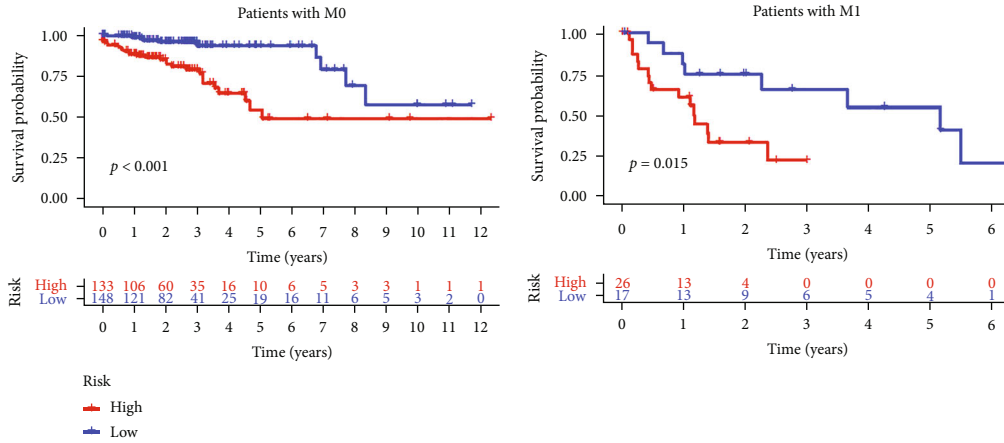 Patients with M0
Survival probability
1.00
0.75
0.50
0.25
0.00
p < 0.001
0 1 2 3 4 5 6 7 8 9 10 11 12
Time (years)
Risk
High 133 106 60 35 16 10 6 5 3 3 1 1 1
Low 148 121 82 41 25 19 16 11 6 5 3 2 0
0 1 2 3 4 5 6 7 8 9 10 11 12
Time (years)
Risk
High
Low
Patients with M1
Survival probability
1.00
0.75
0.50
0.25
0.00
p = 0.015
0 1 2 3 4 5 6
Time (years)
Risk
High 26 13 4 0 0 0 0
Low 17 13 9 6 5 4 1
0 1 2 3 4 5 6
Time (years)